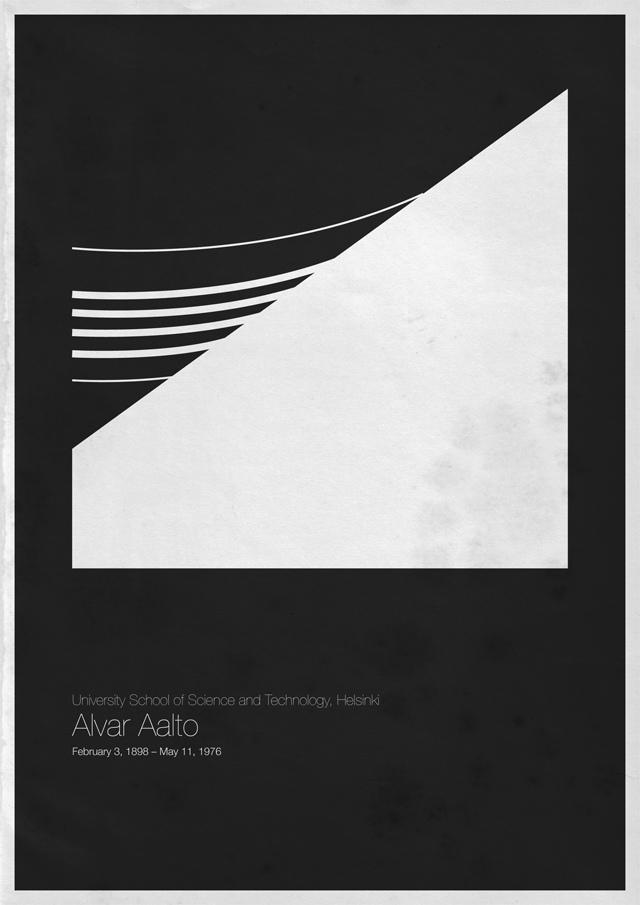 University School of Science and Technology, Helsinki
Alvar Aalto
February 3, 1898 – May 11, 1976